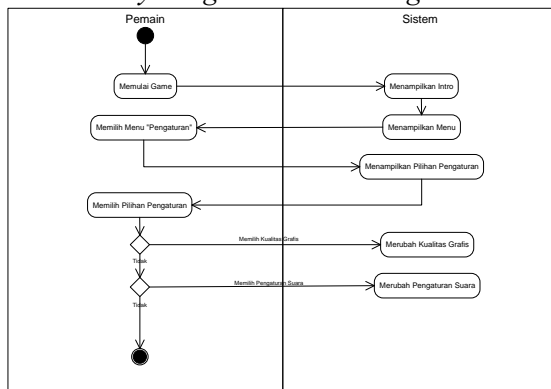 Pemain
Sistem
Memulai Game
Menampilkan Intro
Memilih Menu "Pengaturan"
Menampilkan Menu
Menampilkan Pilihan Pengaturan
Memilih Pilihan Pengaturan
Memilih Kualitas Grafis
Merubah Kualitas Grafis
Tidak
Memilih Pengaturan Suara
Merubah Pengaturan Suara
Tidak